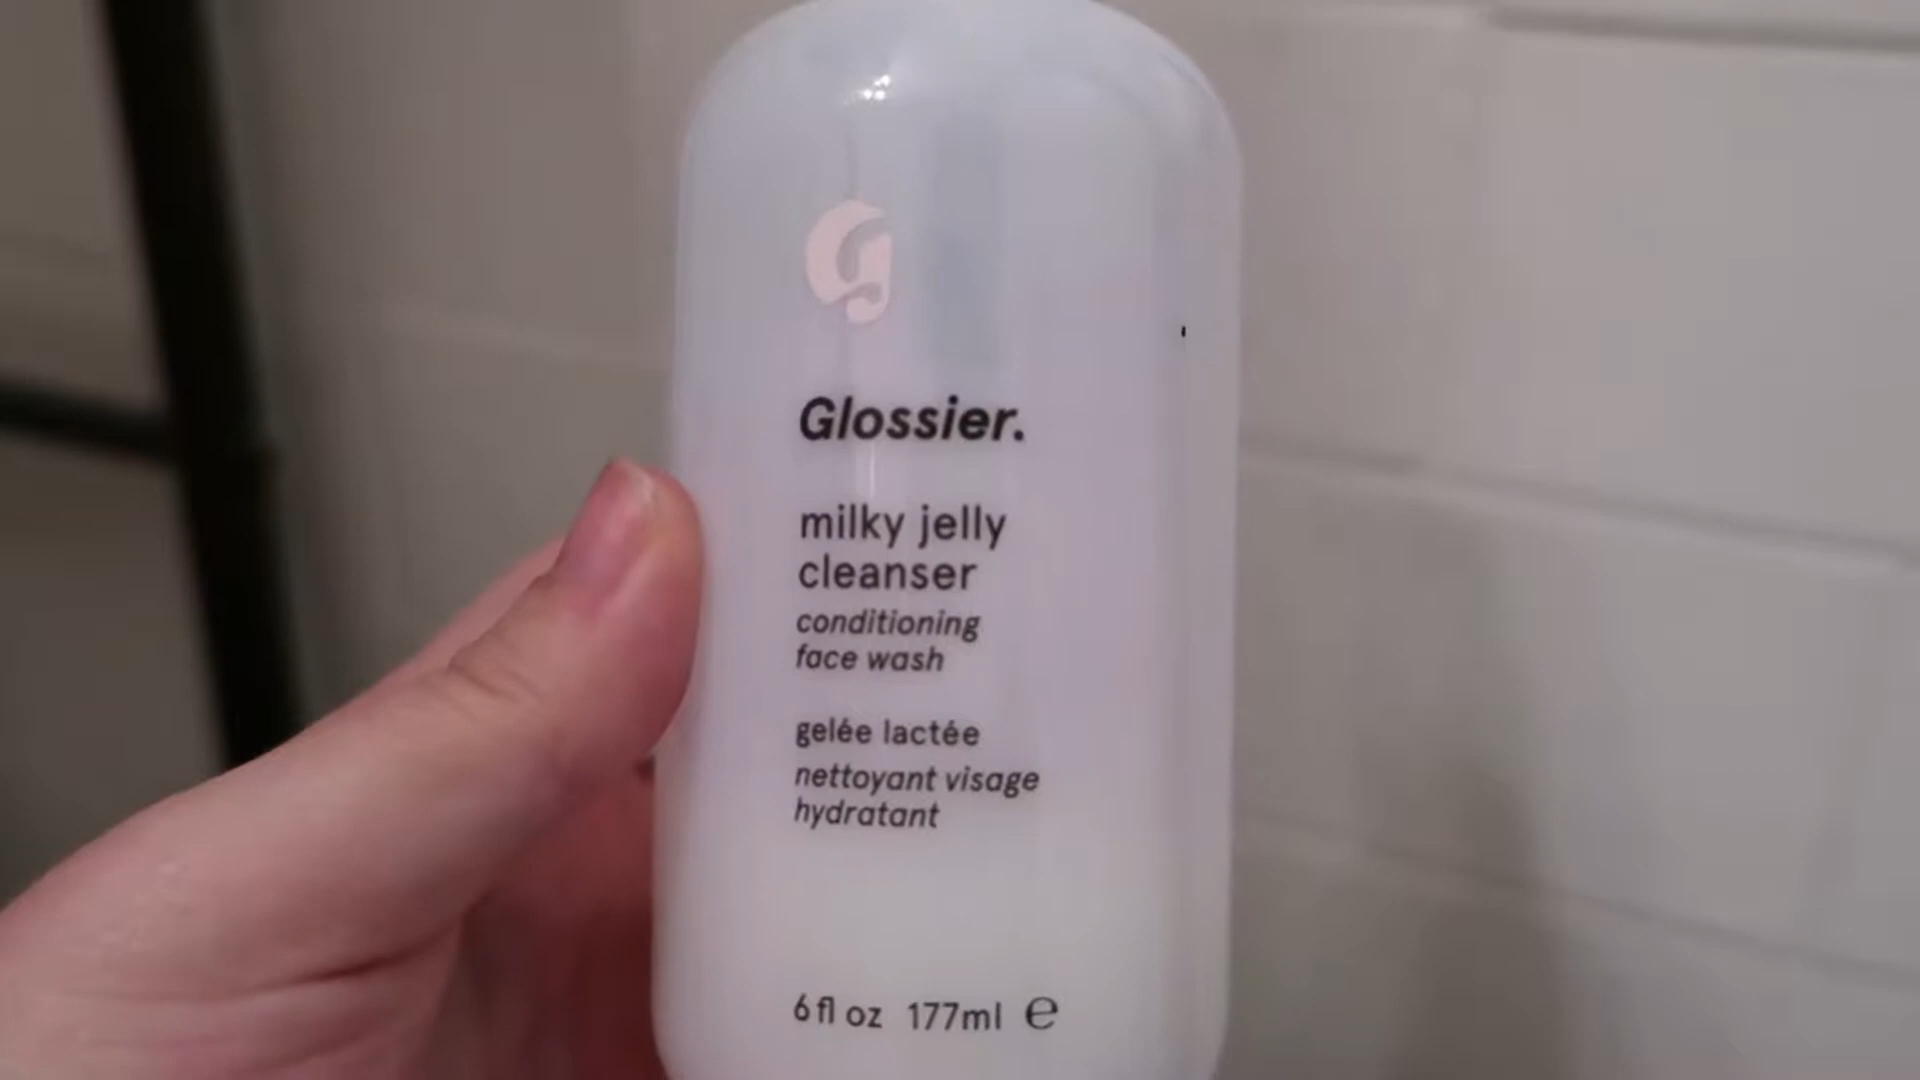 G
Glossier.
milky jelly
cleanser
conditioning
face wash
gelée lactée
nettoyant visage
hydratant
6 fl oz 177ml ℮